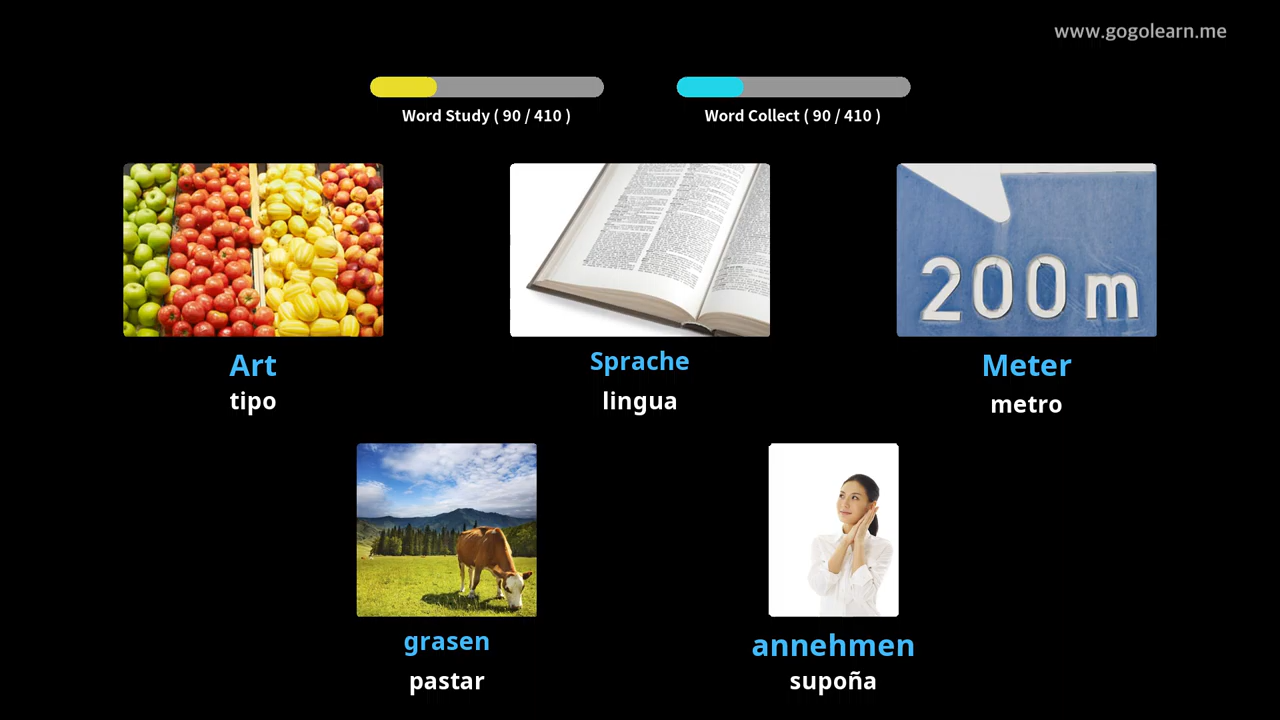 www.gogolearn.me
Word Study ( 90 / 410 )
Word Collect ( 90 / 410 )
200 m
Art
tipo
Sprache
lingua
Meter
metro
grasen
pastar
annehmen
supoña